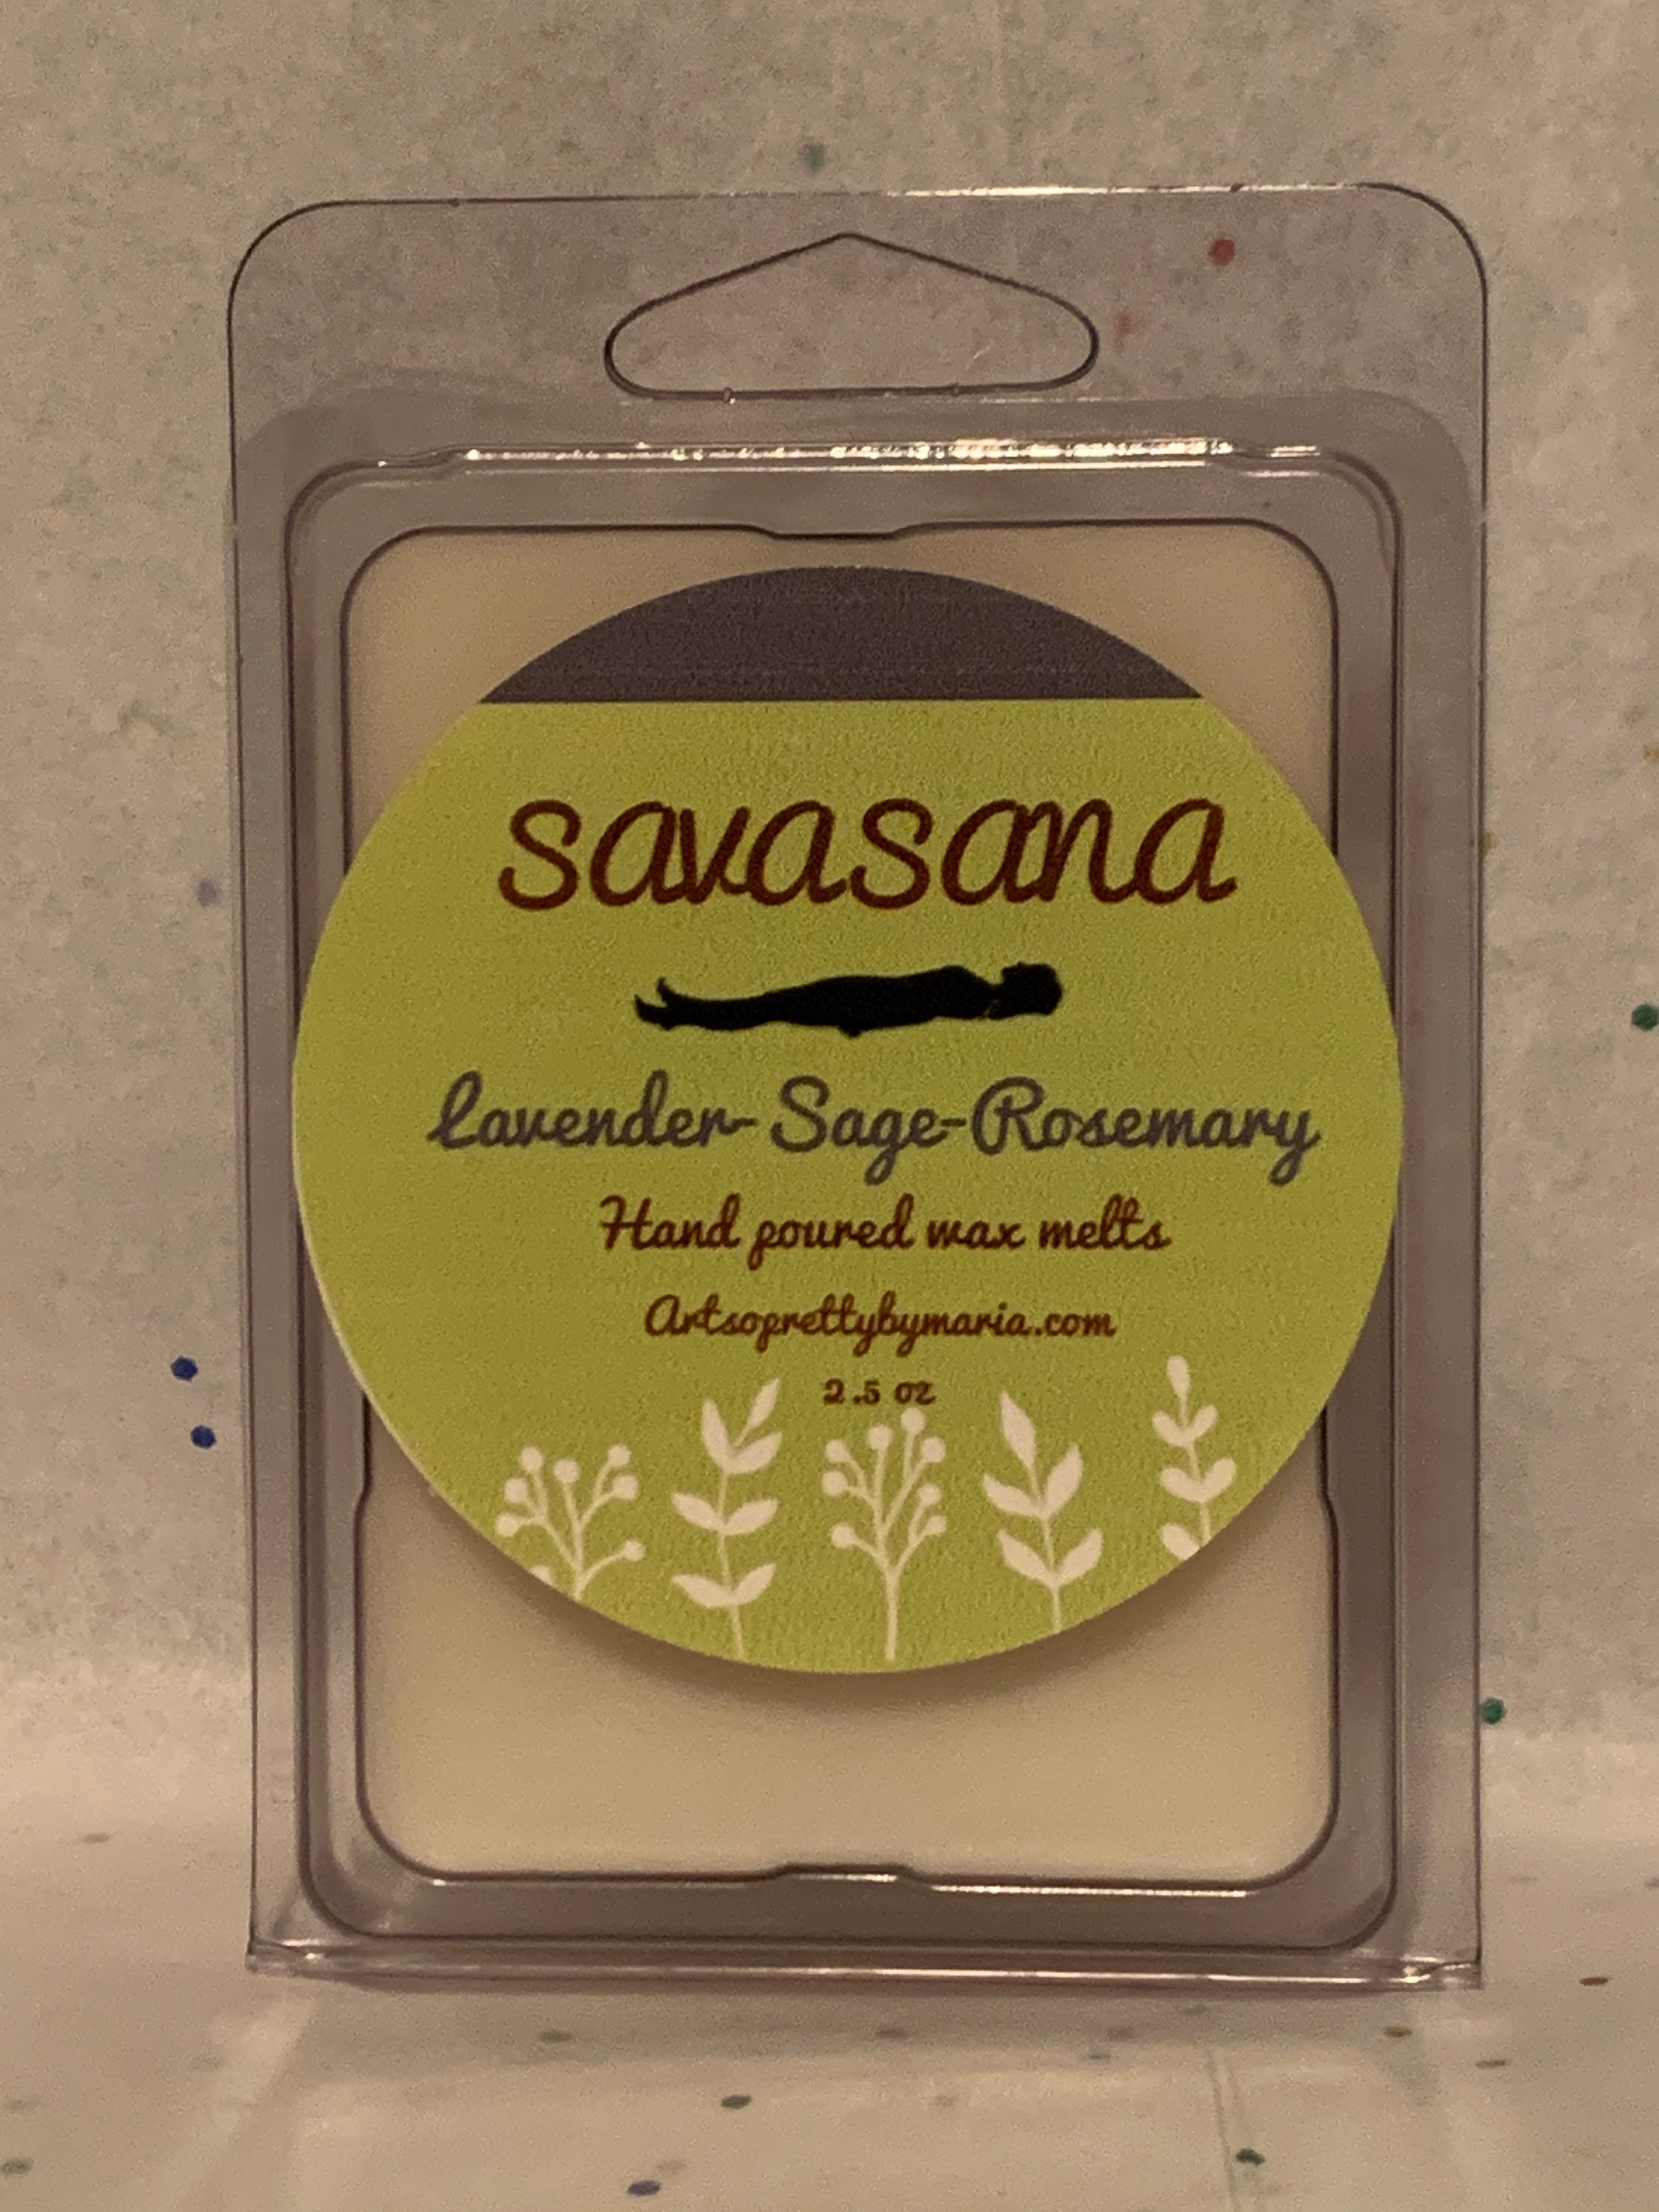 savasana
Lavender-Sage-Rosemary
Hand poured wax melts
Artsoprettybymaria.com
2.5 oz